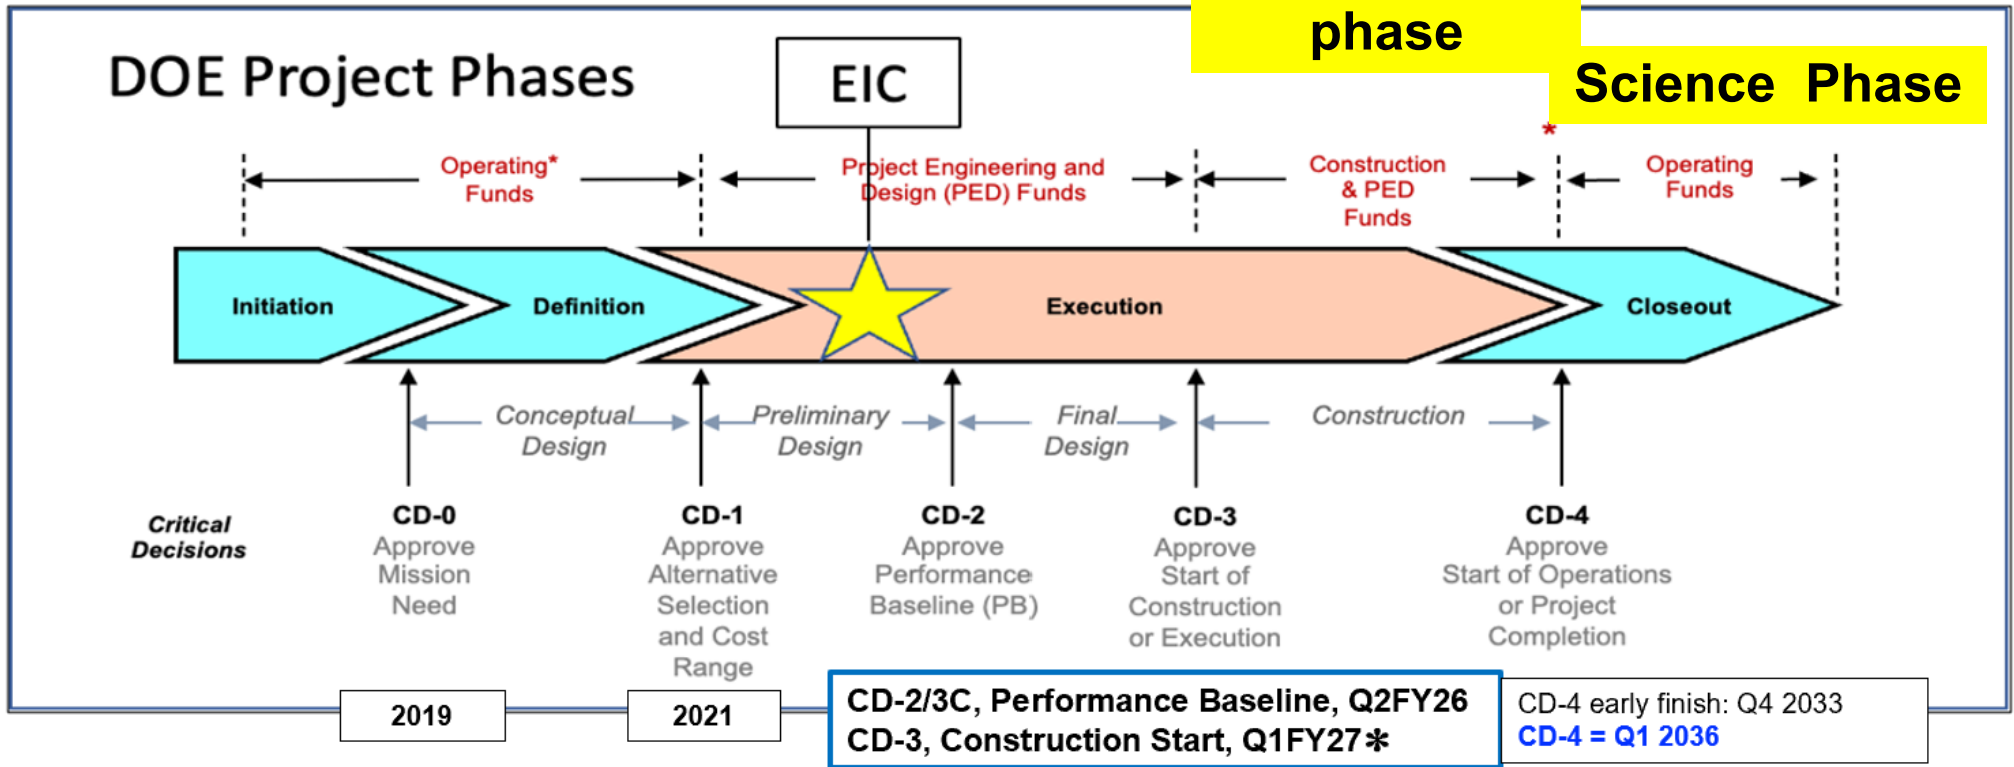 phase
Science Phase
DOE Project Phases
EIC
*
Operating*
Funds
Project Engineering and
Design (PED) Funds
Construction
& PED
Funds
Operating
Funds
Initiation
Definition
Execution
Closeout
Conceptual
Design
Preliminary
Design
Final
Design
Construction
Critical
Decisions
CD-0
Approve
Mission
Need
CD-1
Approve
Alternative
Selection
and Cost
Range
CD-2
Approve
Performance
Baseline (PB)
CD-3
Approve
Start of
Construction
or Execution
CD-4
Approve
Start of Operations
or Project
Completion
2019
2021
CD-2/3C, Performance Baseline, Q2FY26
CD-3, Construction Start, Q1FY27*
CD-4 early finish: Q4 2033
CD-4 = Q1 2036